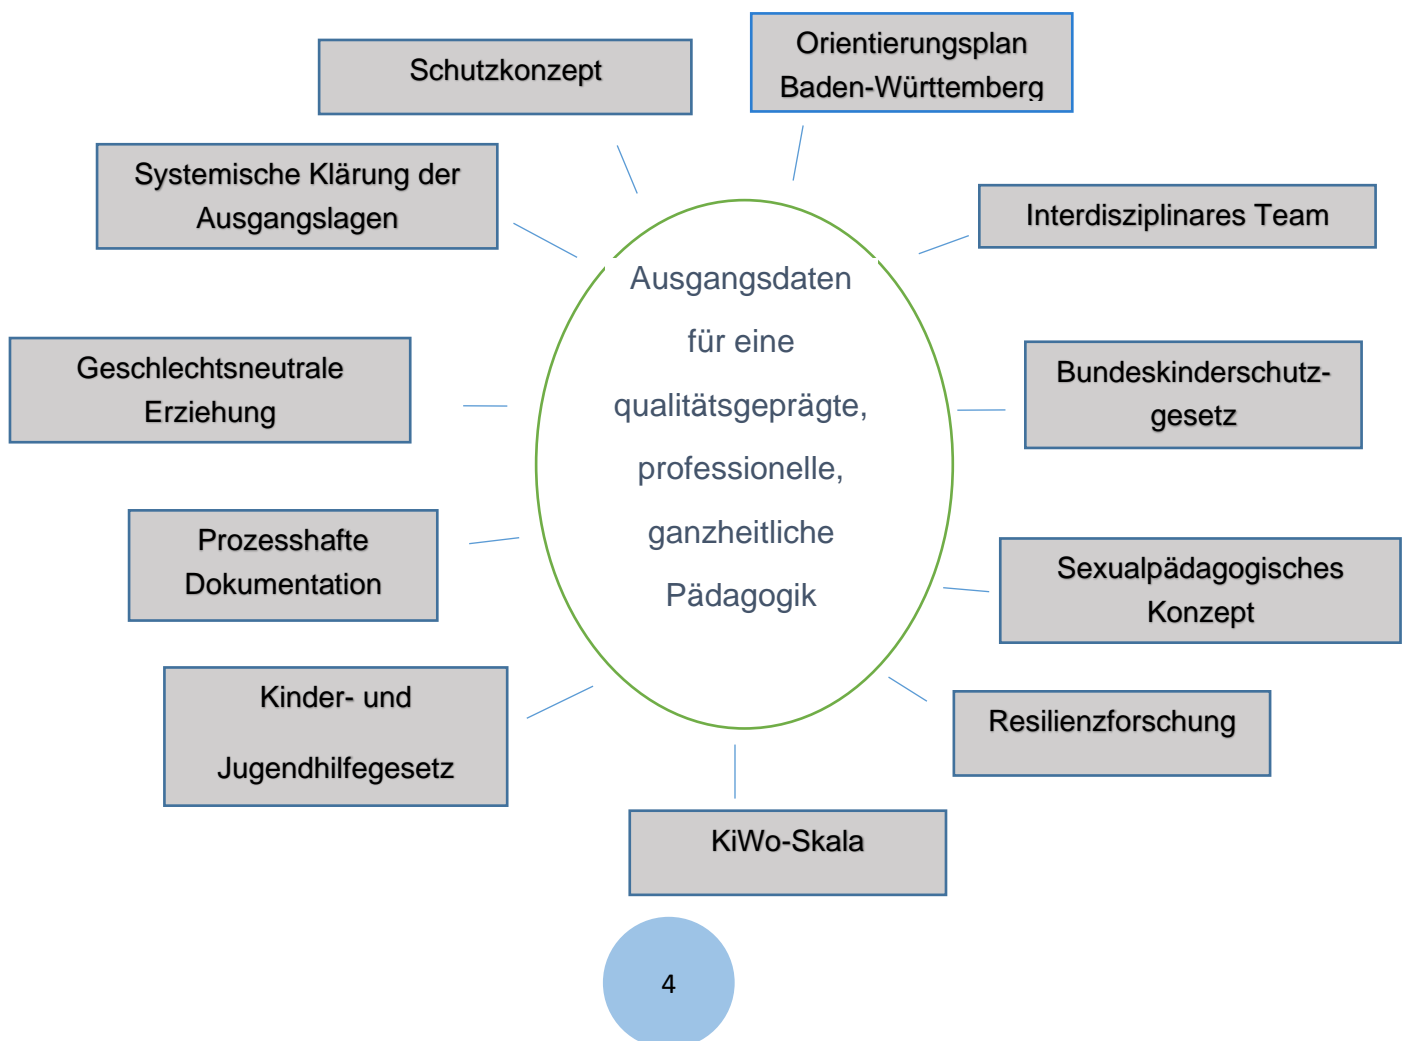 Schutzkonzept
Orientierungsplan
Baden-Württemberg
Systemische Klärung der
Ausgangslagen
Interdisziplinares Team
Ausgangsdaten
für eine
qualitätsgeprägte,
professionelle,
ganzheitliche
Pädagogik
Geschlechtsneutrale
Erziehung
Bundeskinderschutz-
gesetz
Prozesshafte
Dokumentation
Sexualpädagogisches
Konzept
Kinder- und
Jugendhilfegesetz
Resilienzforschung
KiWo-Skala
4